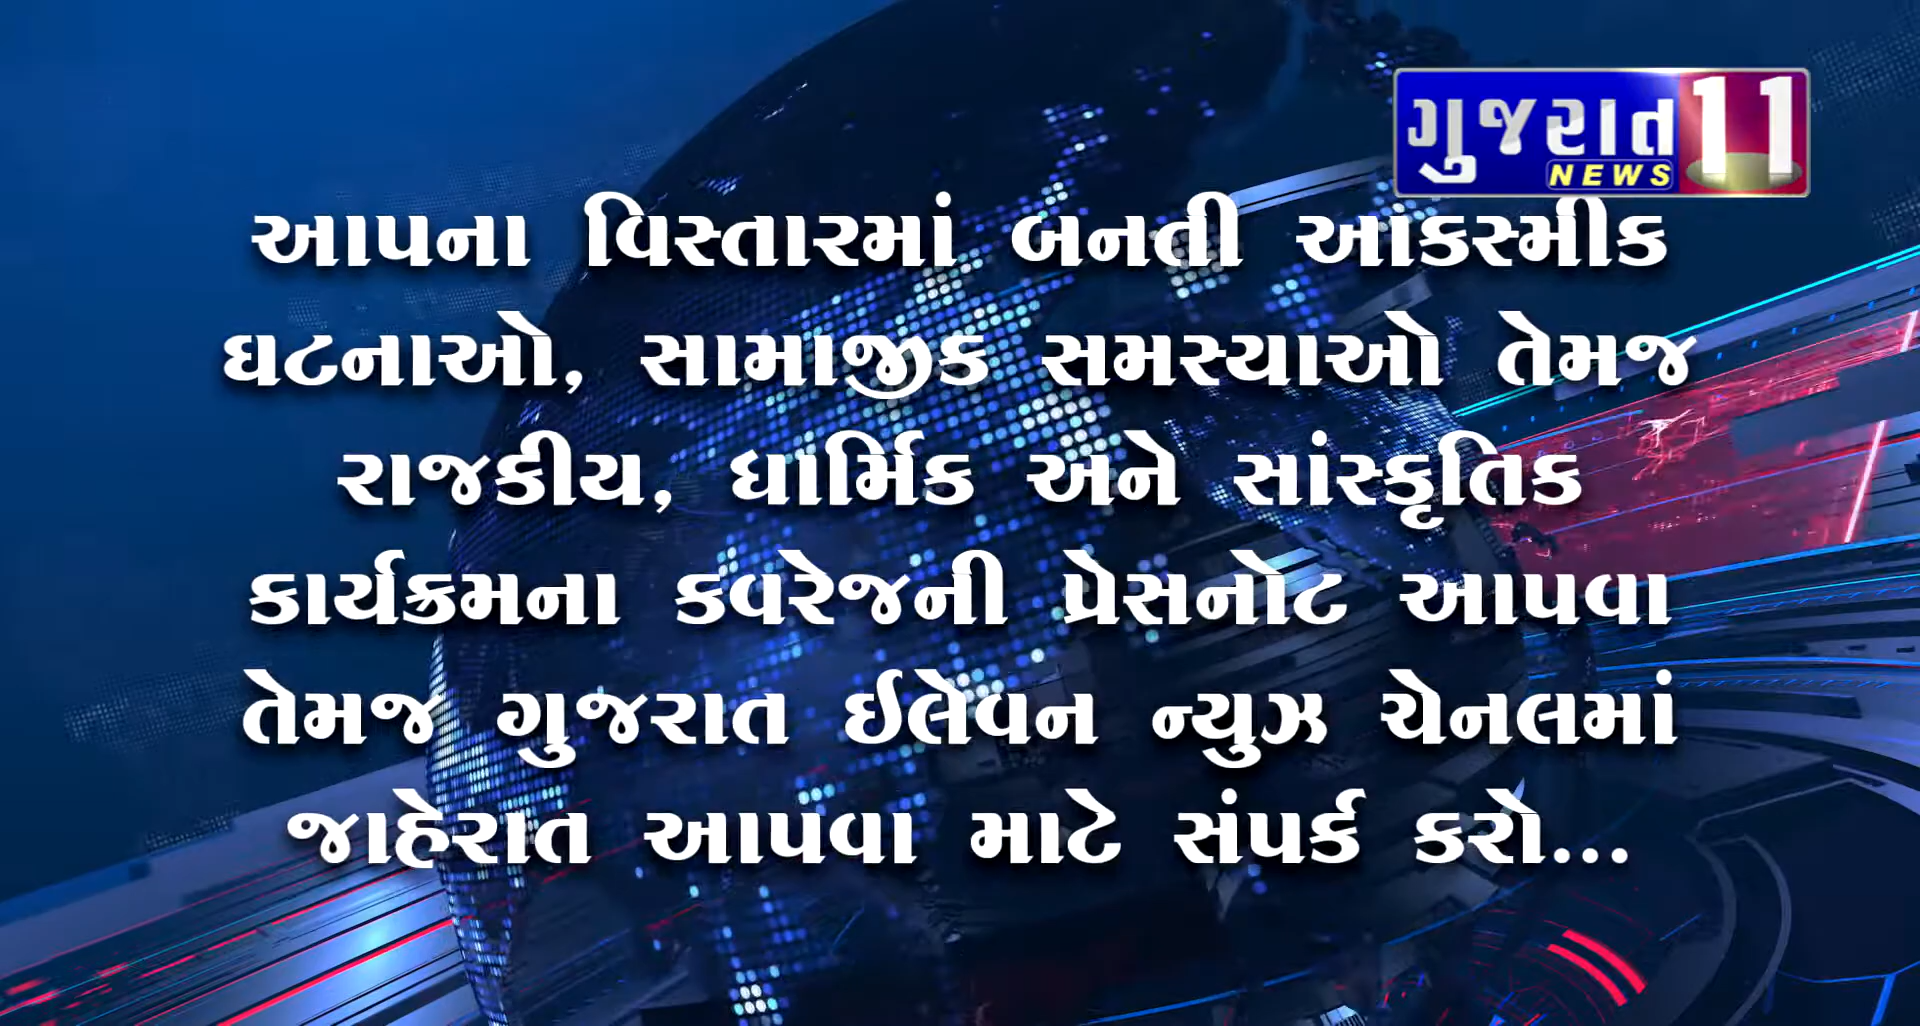 ગુજરાત 11
NEWS
આપના વિસ્તારમાં બનતી આકસ્મીક
ઘટનાઓ, સામાજીક સમસ્યાઓ તેમજ
રાજકીય, ધાર્મિક અને સાંસ્કૃતિક
કાર્યક્રમના કવરેજની પ્રેસનોટ આપવા
તેમજ ગુજરાત ઈલેવન ન્યુઝ ચેનલમાં
જાહેરાત આપવા માટે સંપર્ક કરો...